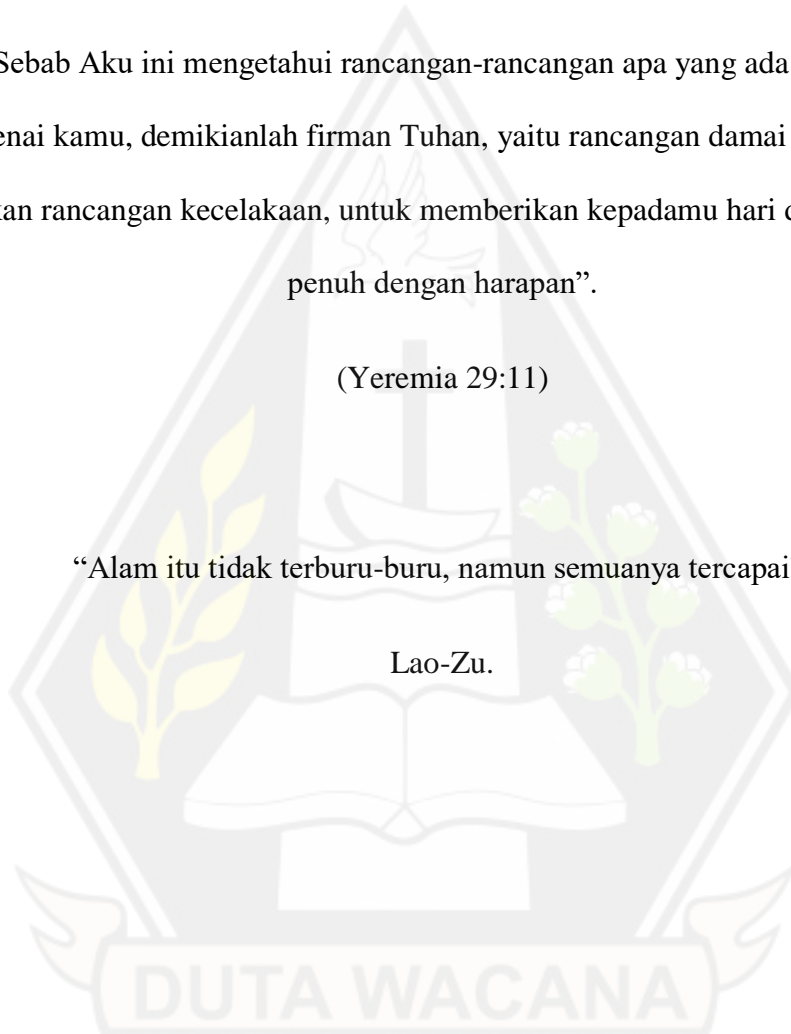 Sebab Aku ini mengetahui rancangan-rancangan apa yang ada
kamu, demikianlah firman Tuhan, yaitu rancangan damai
rancangan kecelakaan, untuk memberikan kepadamu hari
penuh dengan harapan”.
(Yeremia 29:11)
“Alam itu tidak terburu-buru, namun semuanya tercapai
Lao-Zu.
DUTA WACANA